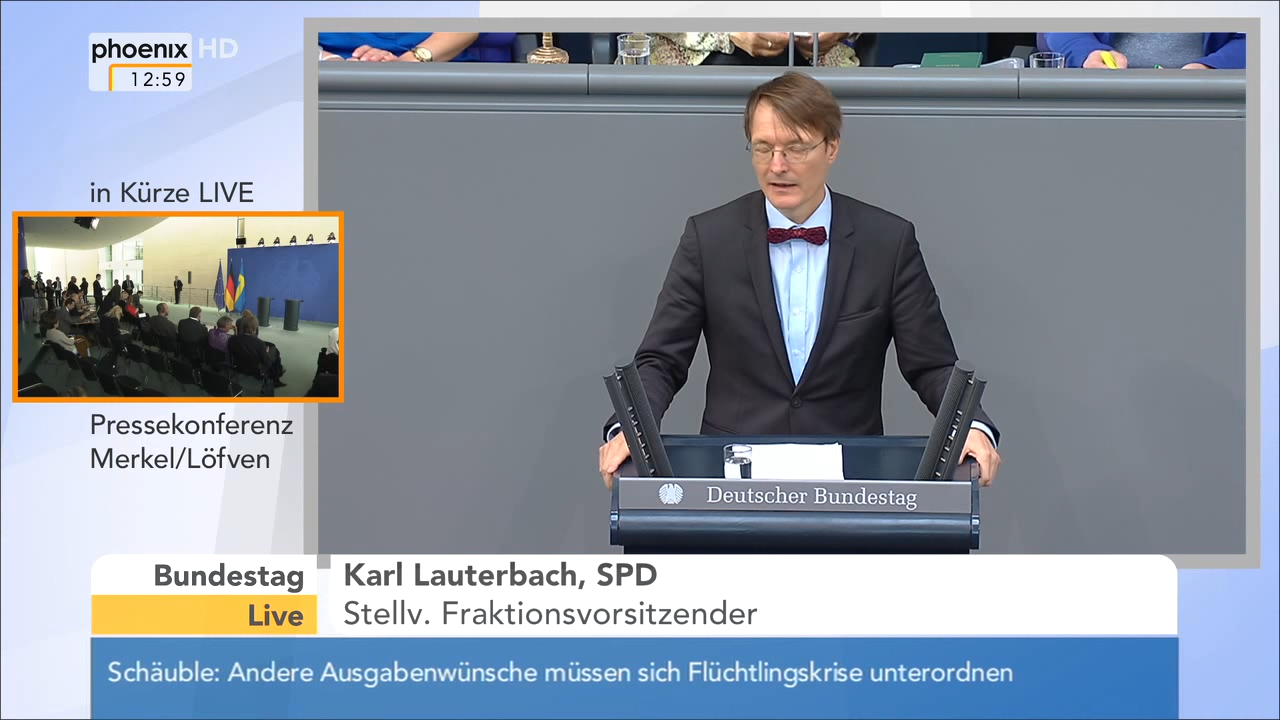 phoenix HD
12:59
in Kürze LIVE
Pressekonferenz
Merkel/Löfven
Deutscher Bundestag
Bundestag
Live
Karl Lauterbach, SPD
Stellv. Fraktionsvorsitzender
Schäuble: Andere Ausgabenwünsche müssen sich Flüchtlingskrise unterordnen